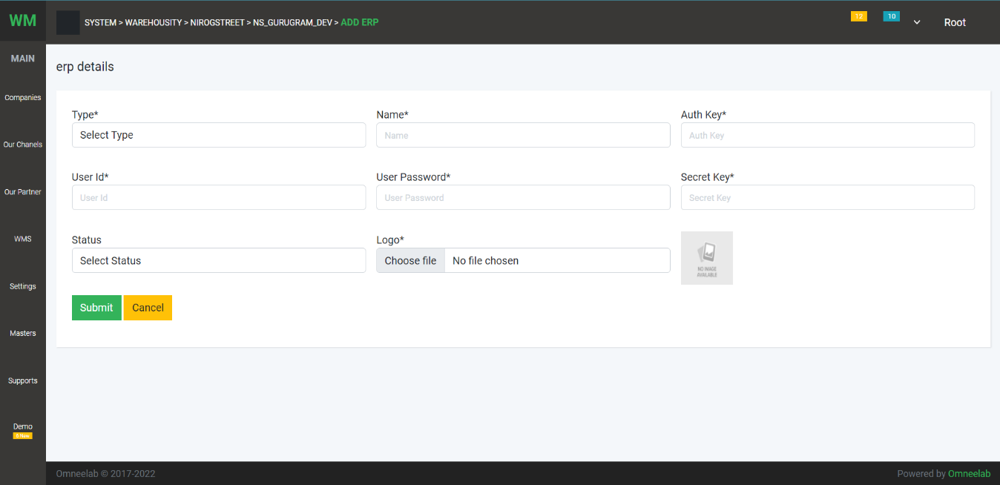 WM
SYSTEM > WAREHOUSITY > NIROGSTREET > NS_GURUGRAM_DEV > ADD ERP
12
10
Root
MAIN
Companies
Our Chanels
Our Partner
WMS
Settings
Masters
Supports
Demo
6 New
erp details
Type*
Name*
Auth Key*
Select Type
Name
Auth Key
User Id*
User Password*
Secret Key*
User Id
User Password
Secret Key
Status
Logo*
Select Status
Choose file No file chosen
NO IMAGE
AVAILABLE
Submit Cancel
Omneelab © 2017-2022
Powered by Omneelab